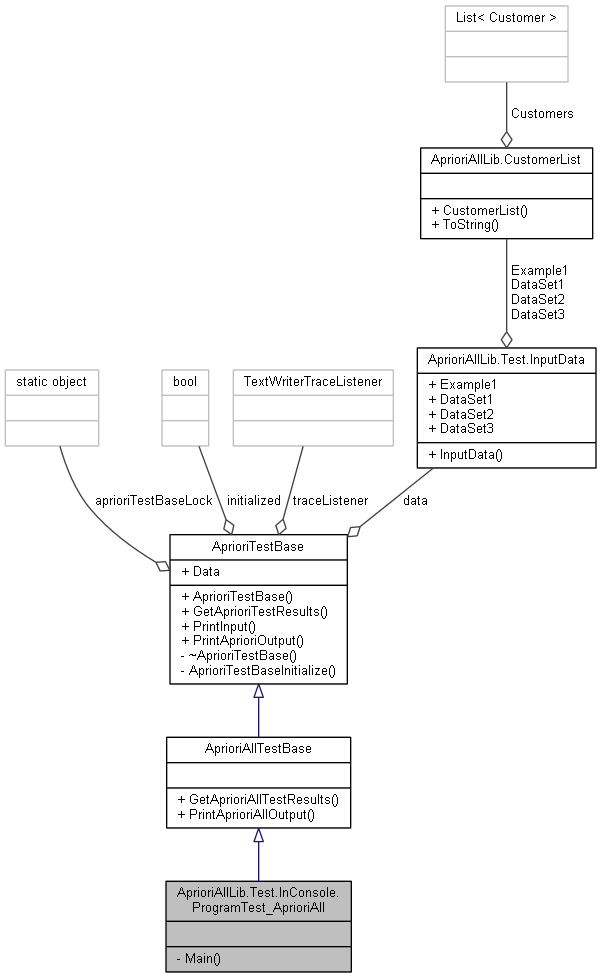 List< Customer >
Customers
AprioriAllLib.CustomerList
+ CustomerList()
+ ToString()
Example1
DataSet1
DataSet2
DataSet3
AprioriAllLib.Test.InputData
+ Example1
+ DataSet1
+ DataSet2
+ DataSet3
+ InputData()
static object
bool
TextWriterTraceListener
aprioriTestBaseLock
initialized
traceListener
data
AprioriTestBase
+ Data
+ AprioriTestBase()
+ GetAprioriTestResults()
+ PrintInput()
+ PrintAprioriOutput()
- ~AprioriTestBase()
- AprioriTestBaseInitialize()
AprioriAllTestBase
+ GetAprioriAllTestResults()
+ PrintAprioriAllOutput()
AprioriAllLib.Test.InConsole.
ProgramTest_AprioriAll
- Main()